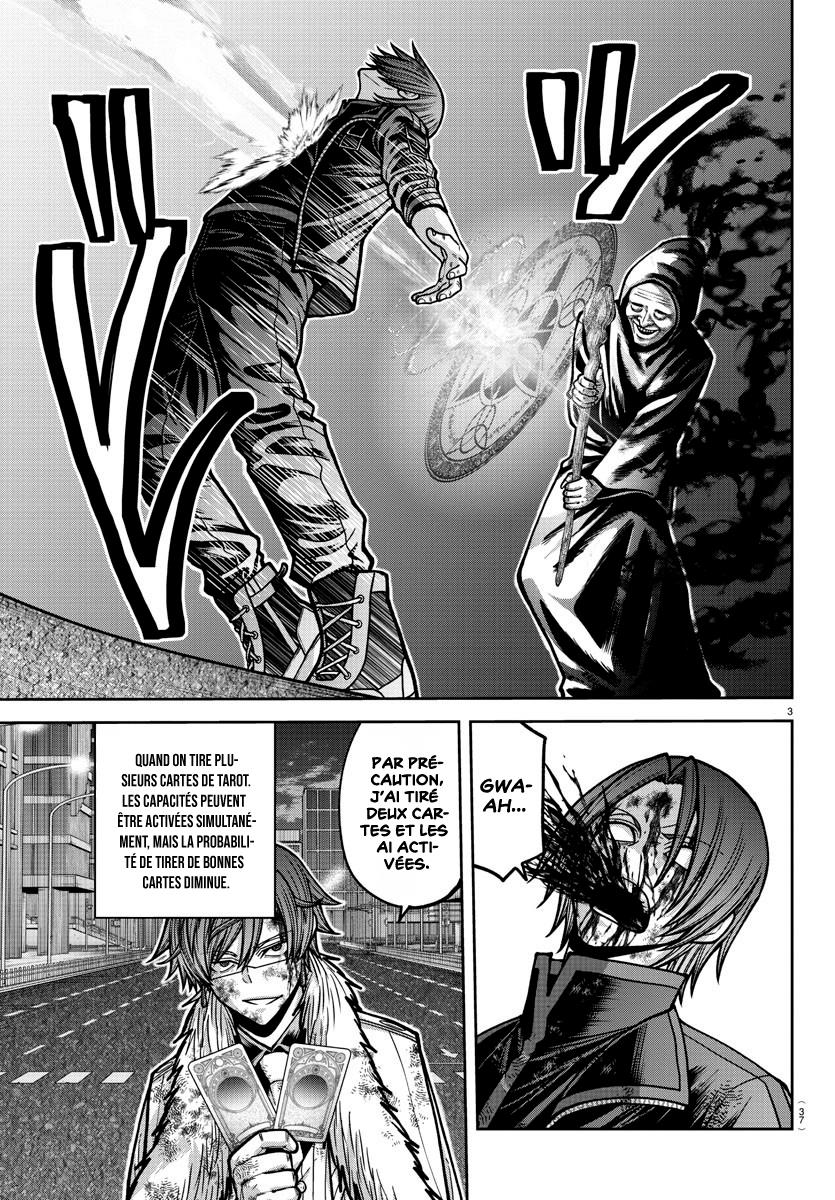 3
GWA-
AH...
PAR PRÉ-
CAUTION,
J'AI TIRÉ
DEUX CAR-
TES ET LES
AI ACTI-
VÉES.
QUAND ON TIRE PLU-
SIEURS CARTES DE TAROT.
LES CAPACITÉS PEUVENT
ÊTRE ACTIVÉES SIMULTANÉ-
MENT, MAIS LA PROBABILI-
TÉ DE TIRER DE BONNES
CARTES DIMINUE.
(37)